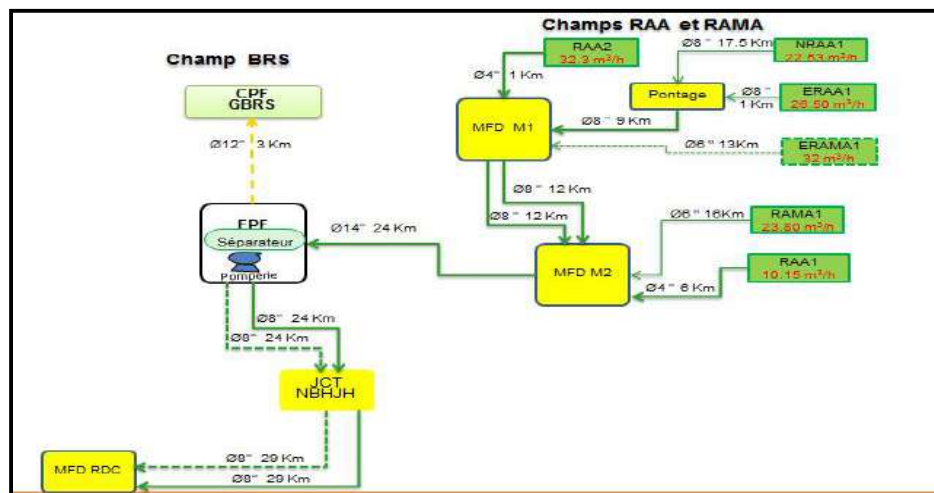 Champs RAA et RAMA
Champ BRS
RAA2
32.3 m³/h
Ø8" 17.5 Km
NRAA1
22.53 m³/h
Ø4" 1 Km
CPF
GBRS
Pontage
Ø8"
1 Km
ERAA1
26.50 m³/h
MFD M1
Ø8" 9 Km
Ø12" 3 Km
Ø6" 13Km
ERAMA1
32 m³/h
Ø8" 12 Km
Ø8" 12 Km
Ø6" 16Km
RAMA1
23.80 m³/h
EPF
Séparateur
Ø14" 24 Km
MFD M2
RAA1
10.15 m³/h
Pomperie
Ø4" 6 Km
Ø8" 24 Km
Ø8" 24 Km
JCT
NBHJH
Ø8" 29 Km
MFD RDC
Ø8" 29 Km